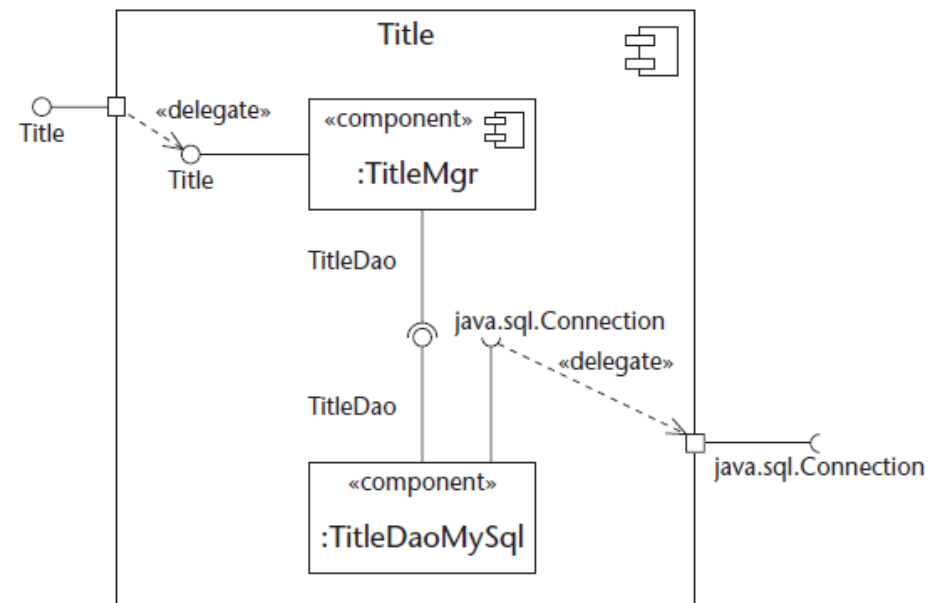 Title
«delegate»
Title
Title
«component»
:TitleMgr
TitleDao
java.sql.Connection
«delegate»
TitleDao
java.sql.Connection
«component»
:TitleDaoMySql